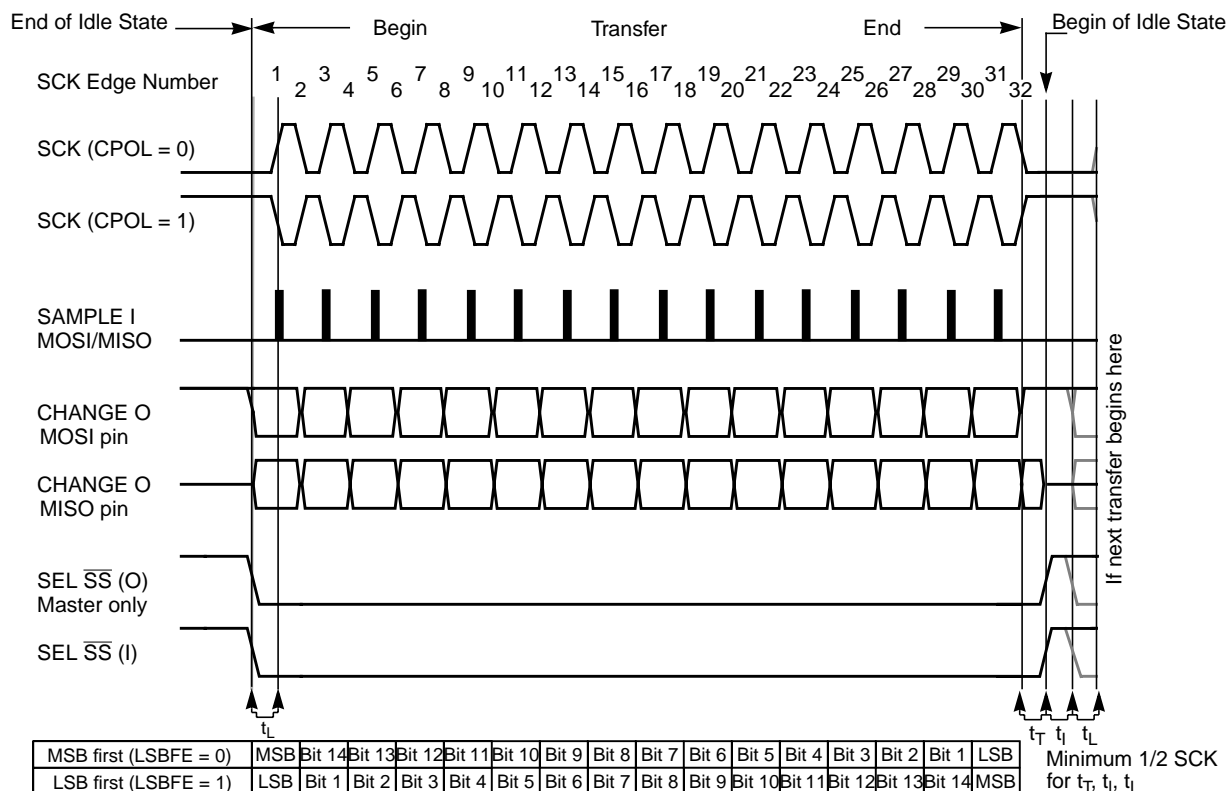 End of Idle State
Begin
Transfer
End
Begin of Idle State
SCK Edge Number
1 3 5 7 9 11 13 15 17 19 21 23 25 27 29 31
2 4 6 8 10 12 14 16 18 20 22 24 26 28 30 32
SCK (CPOL = 0)
SCK (CPOL = 1)
SAMPLE I
MOSI/MISO
CHANGE O
MOSI pin
CHANGE O
MISO pin
SEL SS (O)
Master only
SEL SS (I)
If next transfer begins here
tL
tT tI tL
MSB first (LSBFE = 0) MSB Bit 14 Bit 13 Bit 12 Bit 11 Bit 10 Bit 9 Bit 8 Bit 7 Bit 6 Bit 5 Bit 4 Bit 3 Bit 2 Bit 1 LSB
LSB first (LSBFE = 1) LSB Bit 1 Bit 2 Bit 3 Bit 4 Bit 5 Bit 6 Bit 7 Bit 8 Bit 9 Bit 10 Bit 11 Bit 12 Bit 13 Bit 14 MSB
Minimum 1/2 SCK
for tT, tl, tL